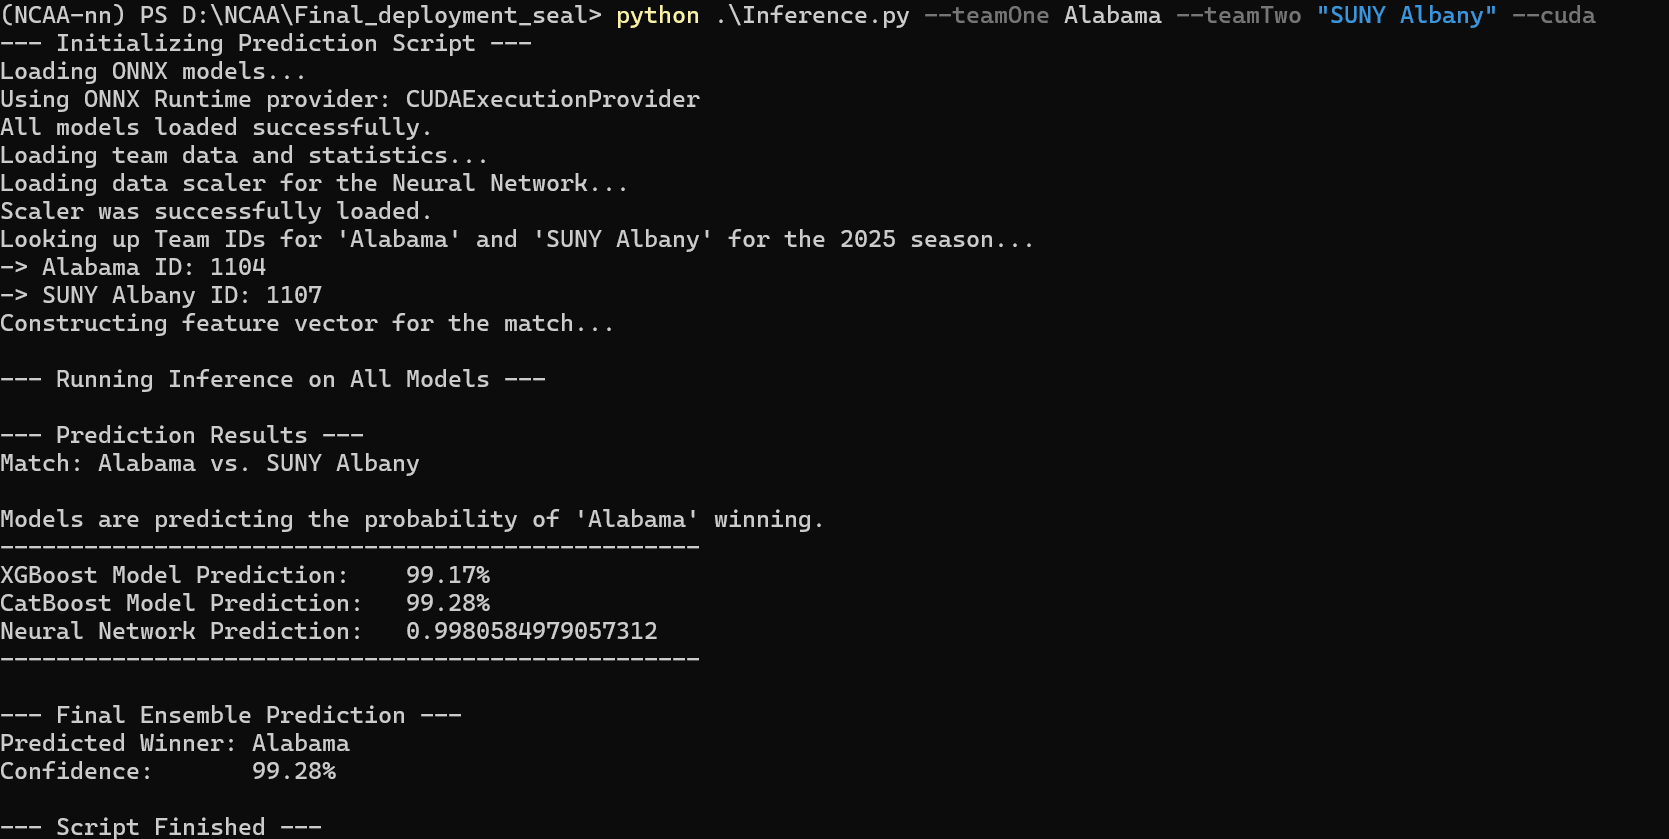 (NCAA-nn) PS D:\NCAA\Final_deployment_seal> python .\Inference.py --teamOne Alabama --teamTwo "SUNY Albany" --cuda
--- Initializing Prediction Script ---
Loading ONNX models...
Using ONNX Runtime provider: CUDAExecutionProvider
All models loaded successfully.
Loading team data and statistics...
Loading data scaler for the Neural Network...
Scaler was successfully loaded.
Looking up Team IDs for 'Alabama' and 'SUNY Albany' for the 2025 season...
-> Alabama ID: 1104
-> SUNY Albany ID: 1107
Constructing feature vector for the match...
--- Running Inference on All Models ---
--- Prediction Results ---
Match: Alabama vs. SUNY Albany
Models are predicting the probability of 'Alabama' winning.
--------------------------------------------------
XGBoost Model Prediction:    99.17%
CatBoost Model Prediction:   99.28%
Neural Network Prediction:   0.9980584979057312
--------------------------------------------------
--- Final Ensemble Prediction ---
Predicted Winner: Alabama
Confidence:       99.28%
--- Script Finished ---